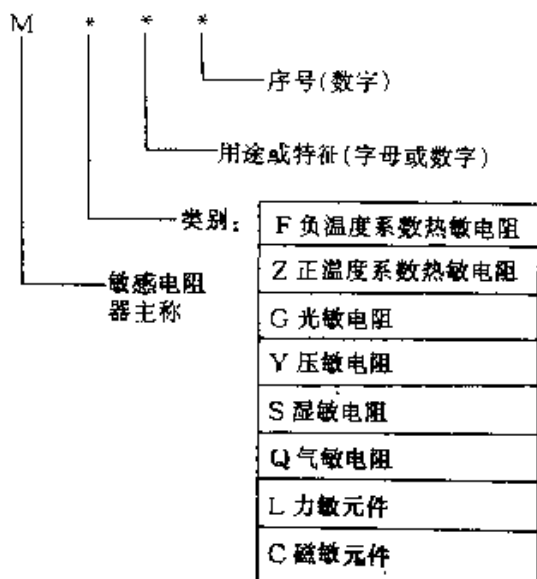 M * * *
序号(数字)
用途或特征(字母或数字)
类别:
F 负温度系数热敏电阻
Z 正温度系数热敏电阻
敏感电阻
器主称
G 光敏电阻
Y 压敏电阻
S 湿敏电阻
Q 气敏电阻
L 力敏元件
C 磁敏元件